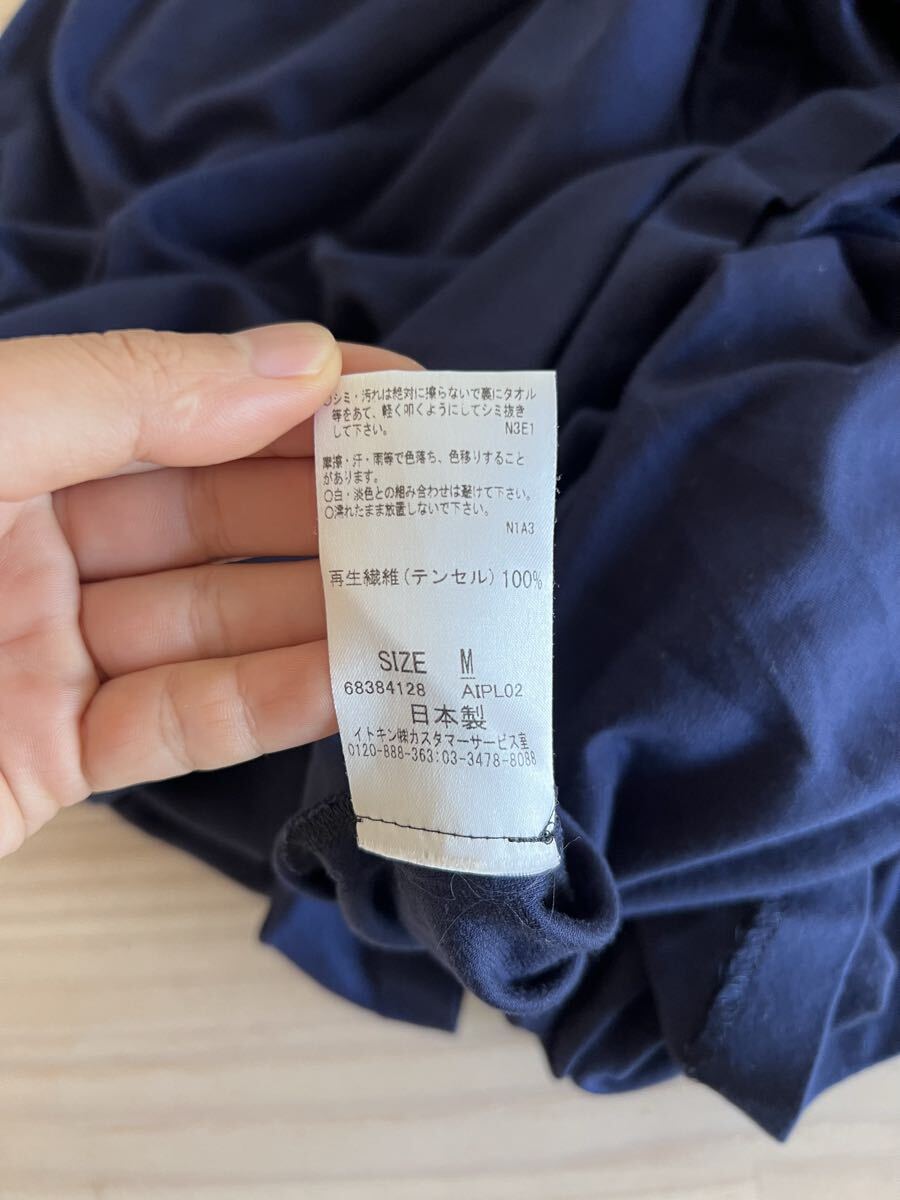 ○シミ・汚れは絶対に擦らないで裏にタオル
等をあて、軽く叩くようにしてシミ抜き
して下さい。 N3E1
摩擦・汗・雨等で色落ち、色移りすること
があります。
○白・淡色との組み合わせは避けて下さい。
○濡れたまま放置しないで下さい。
N1A3
再生繊維(テンセル)100%
SIZE M
68384128 AIPL02
日本製
イトキン㈱カスタマーサービス室
0120-888-363:03-3478-8088